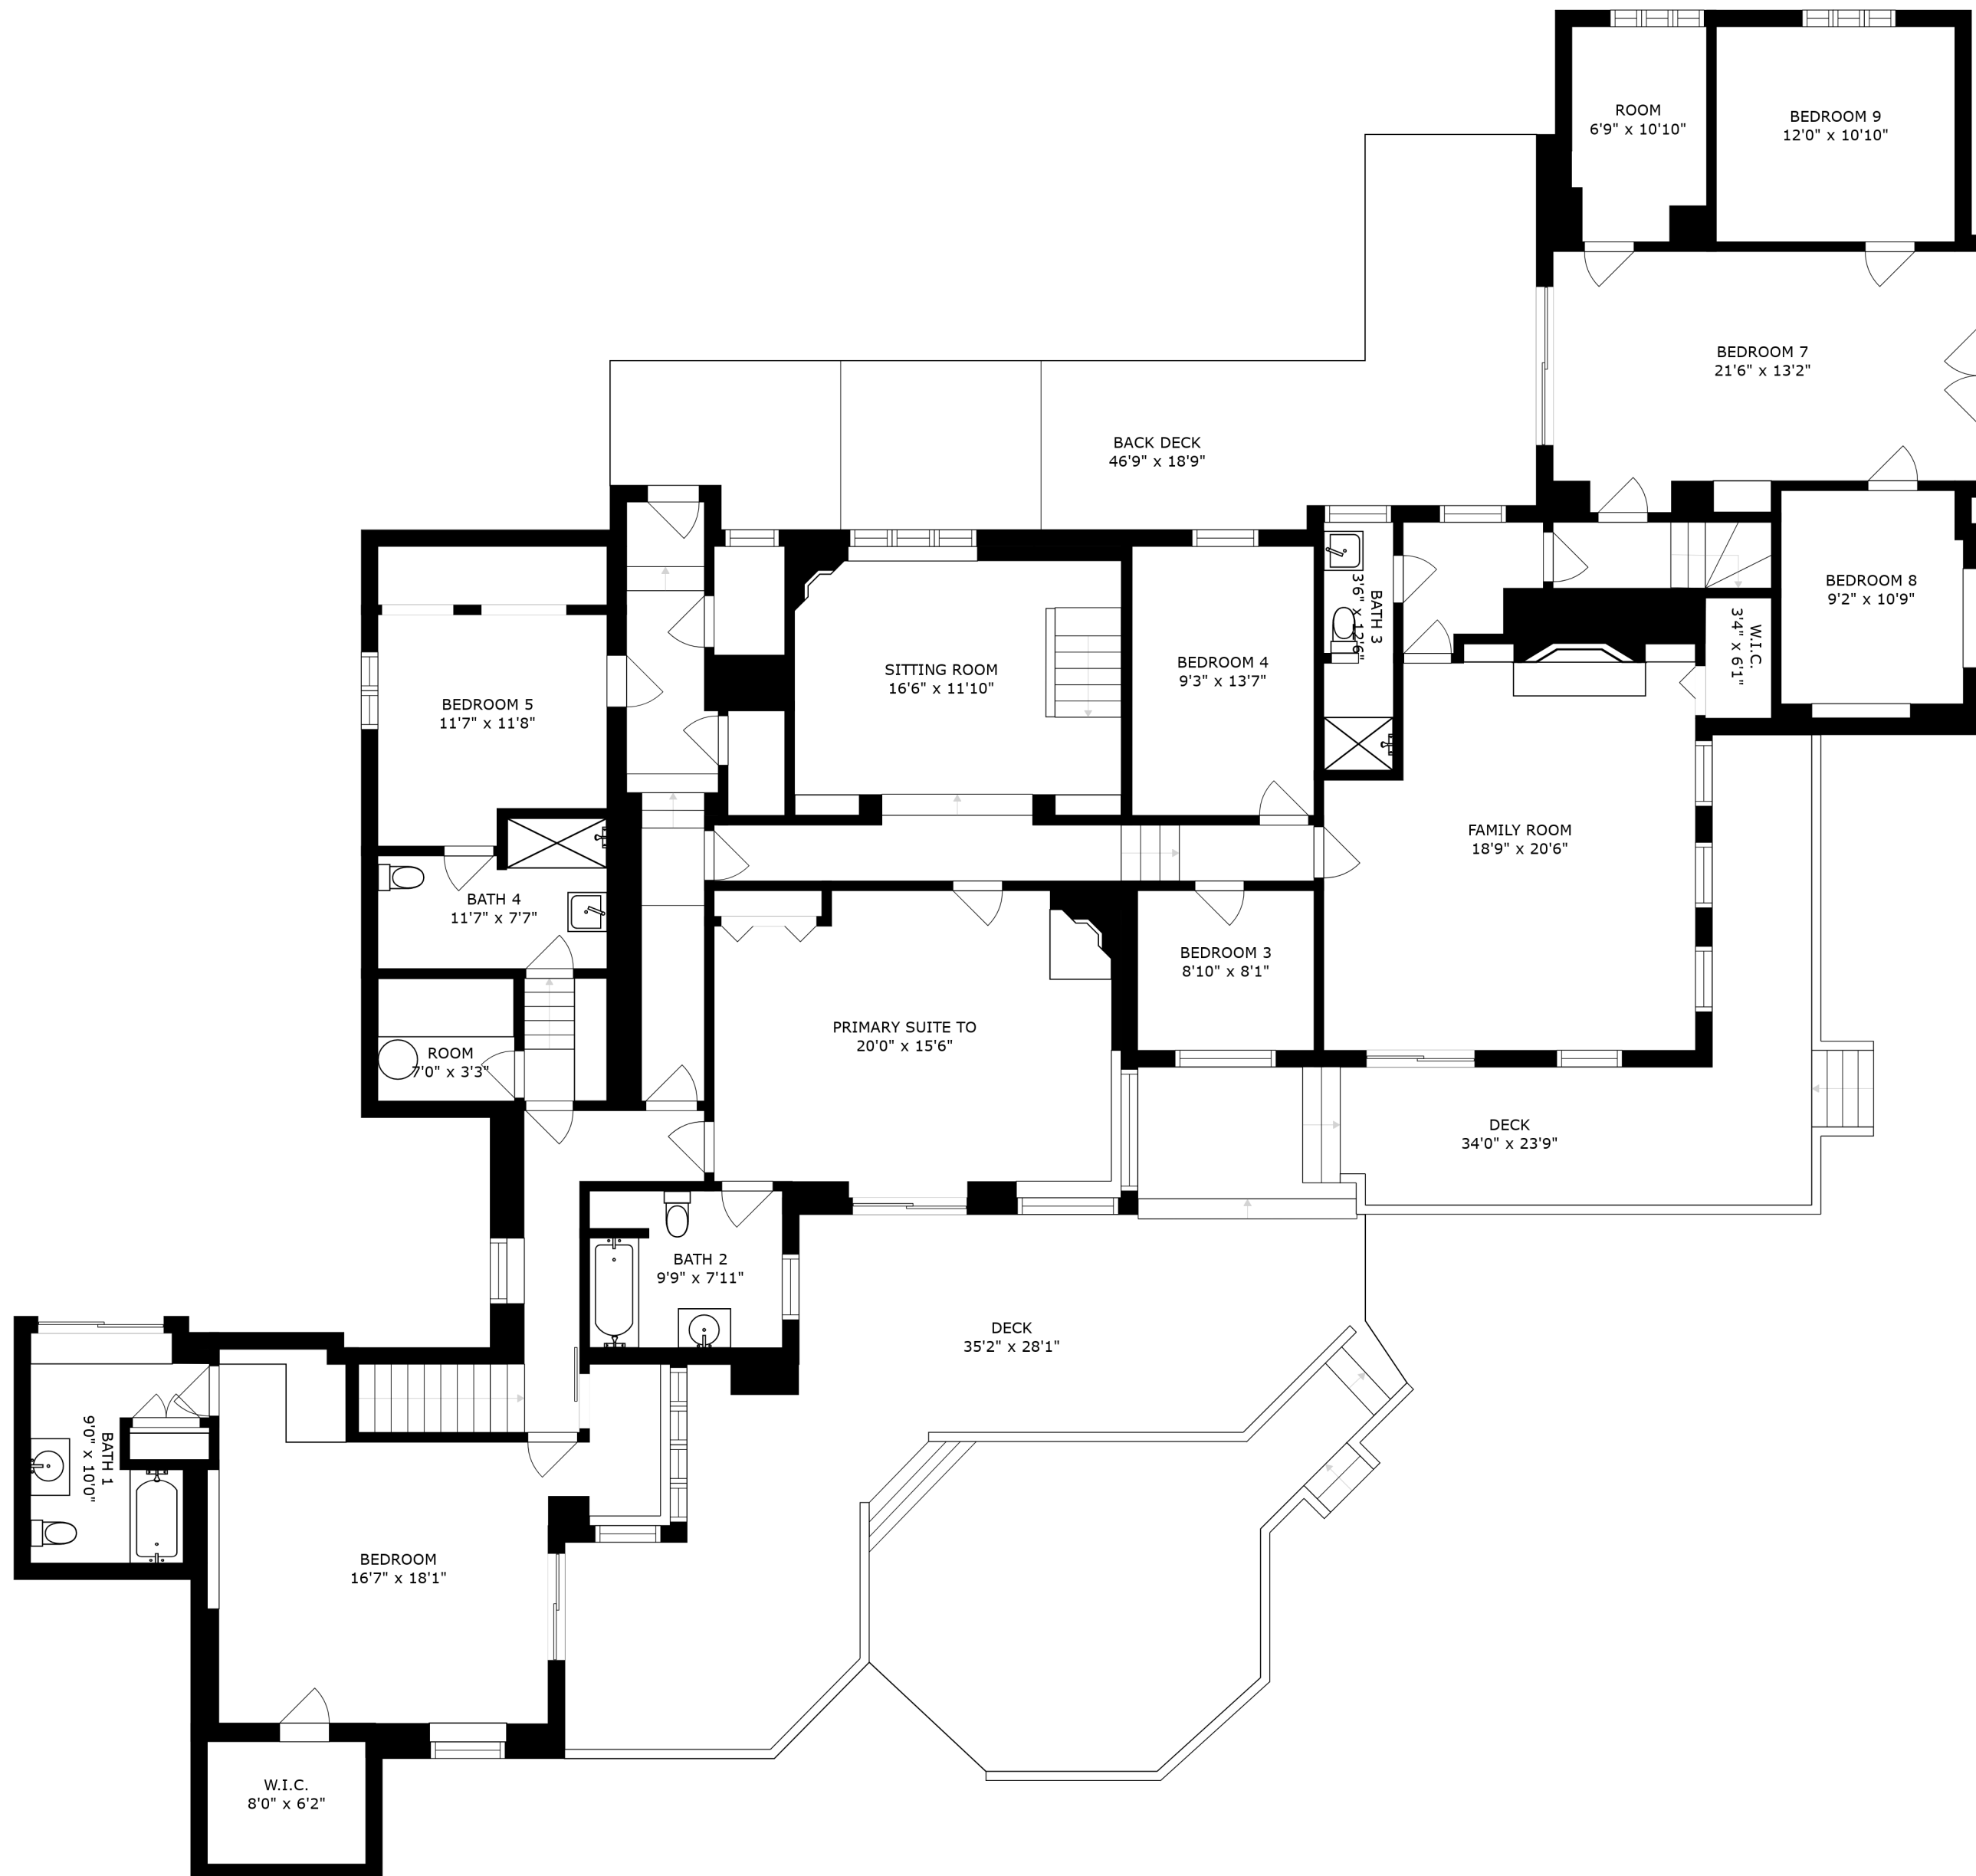 ROOM
6'9" x 10'10"
BEDROOM 9
12'0" x 10'10"
BEDROOM 7
21'6" x 13'2"
BACK DECK
46'9" x 18'9"
BEDROOM 8
9'2" x 10'9"
BATH 3
3'6" x 12'6"
W.I.C.
3'4" x 6'1"
SITTING ROOM
16'6" x 11'10"
BEDROOM 4
9'3" x 13'7"
BEDROOM 5
11'7" x 11'8"
FAMILY ROOM
18'9" x 20'6"
BATH 4
11'7" x 7'7"
BEDROOM 3
8'10" x 8'1"
PRIMARY SUITE TO
20'0" x 15'6"
ROOM
7'0" x 3'3"
DECK
34'0" x 23'9"
BATH 2
9'9" x 7'11"
DECK
35'2" x 28'1"
BATH 1
9'0" x 10'0"
BEDROOM
16'7" x 18'1"
W.I.C.
8'0" x 6'2"